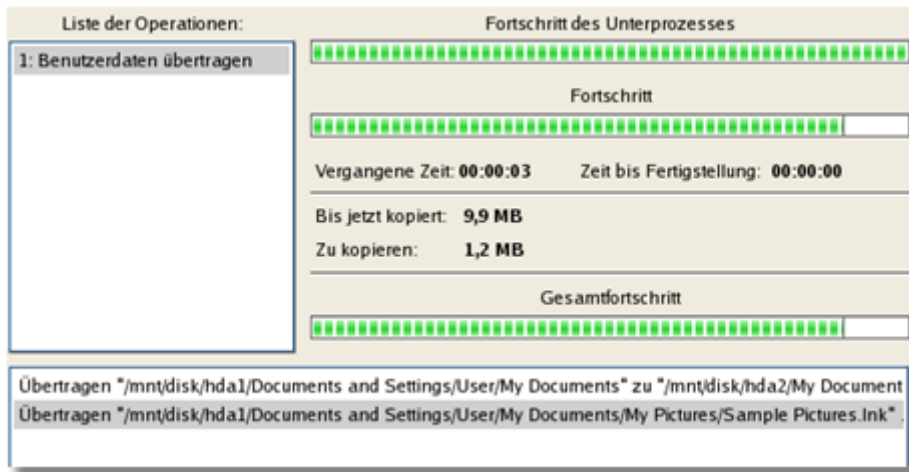 Liste der Operationen:
1: Benutzerdaten übertragen
Fortschritt des Unterprozesses
Fortschritt
Vergangene Zeit: 00:00:03 Zeit bis Fertigstellung: 00:00:00
Bis jetzt kopiert: 9,9 MB
Zu kopieren: 1,2 MB
Gesamtfortschritt
Übertragen "/mnt/disk/hda1/Documents and Settings/User/My Documents" zu "/mnt/disk/hda2/My Document
Übertragen "/mnt/disk/hda1/Documents and Settings/User/My Documents/My Pictures/Sample Pictures.lnk" .